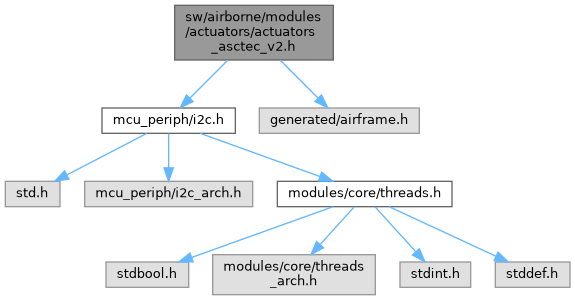 sw/airborne/modules
/actuators/actuators
_asctec_v2.h
mcu_periph/i2c.h
generated/airframe.h
std.h
mcu_periph/i2c_arch.h
modules/core/threads.h
stdbool.h
modules/core/threads
_arch.h
stdint.h
stddef.h